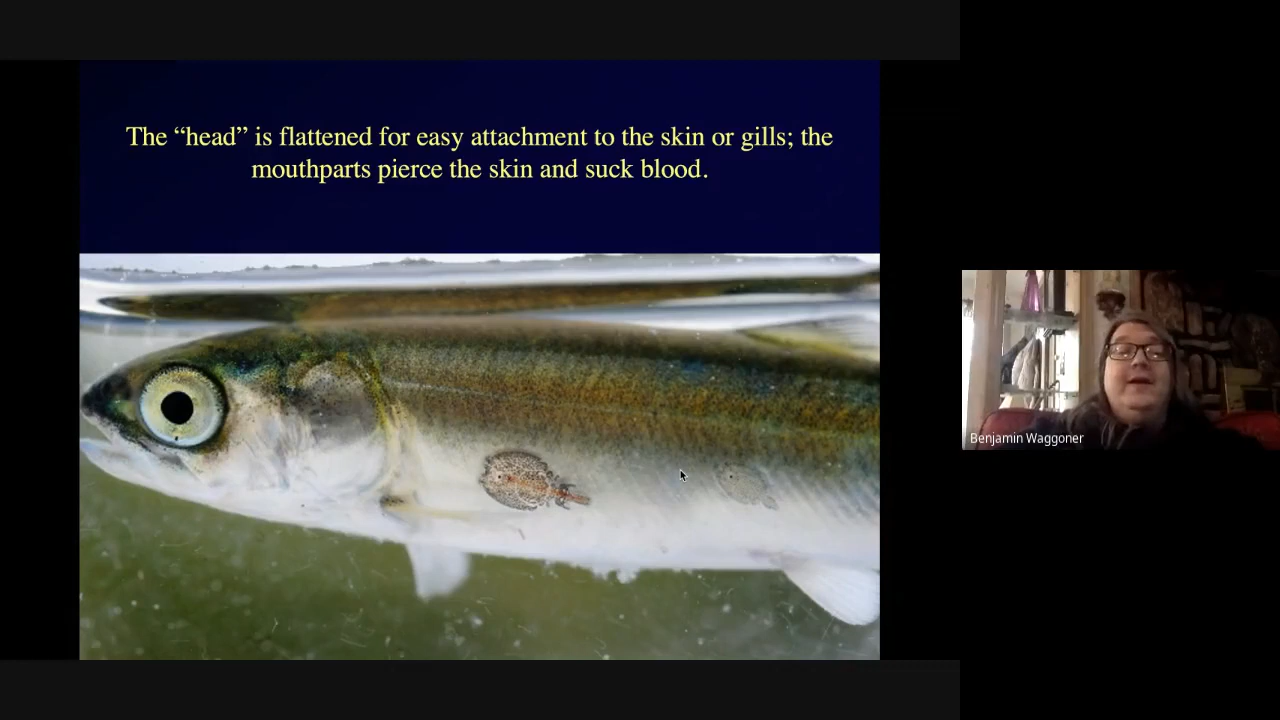 The “head” is flattened for easy attachment to the skin or gills; the
mouthparts pierce the skin and suck blood.
Benjamin Waggoner